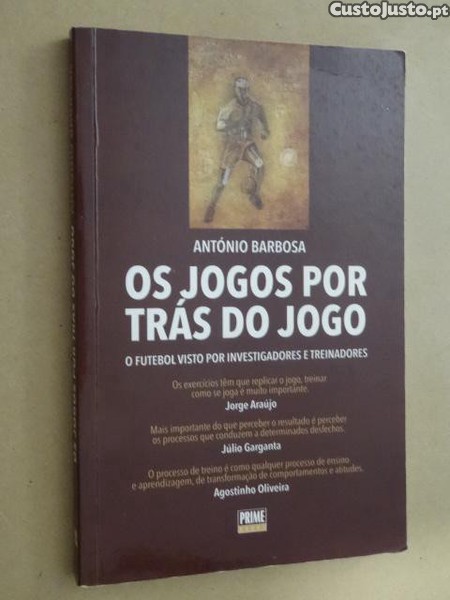 CustoJusto.pt
ANTÓNIO BARBOSA
OS JOGOS POR
TRÁS DO JOGO
O FUTEBOL VISTO POR INVESTIGADORES E TREINADORES
Os exercícios têm que replicar o jogo, treinar
como se joga é muito importante.
Jorge Araújo
Mais importante do que perceber o resultado é perceber
os processos que conduzem a determinados desfechos.
Júlio Garganta
O processo de treino é como qualquer processo de ensino
e aprendizagem, de transformação de comportamentos e atitudes.
Agostinho Oliveira
PRIME
BOOKS